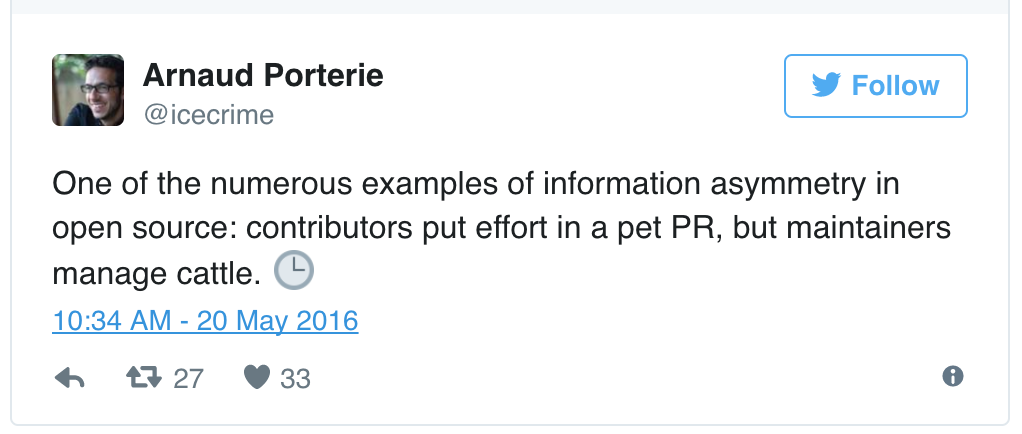 Arnaud Porterie
@icecrime
Follow
One of the numerous examples of information asymmetry in
open source: contributors put effort in a pet PR, but maintainers
manage cattle.
10:34 AM - 20 May 2016
27
33